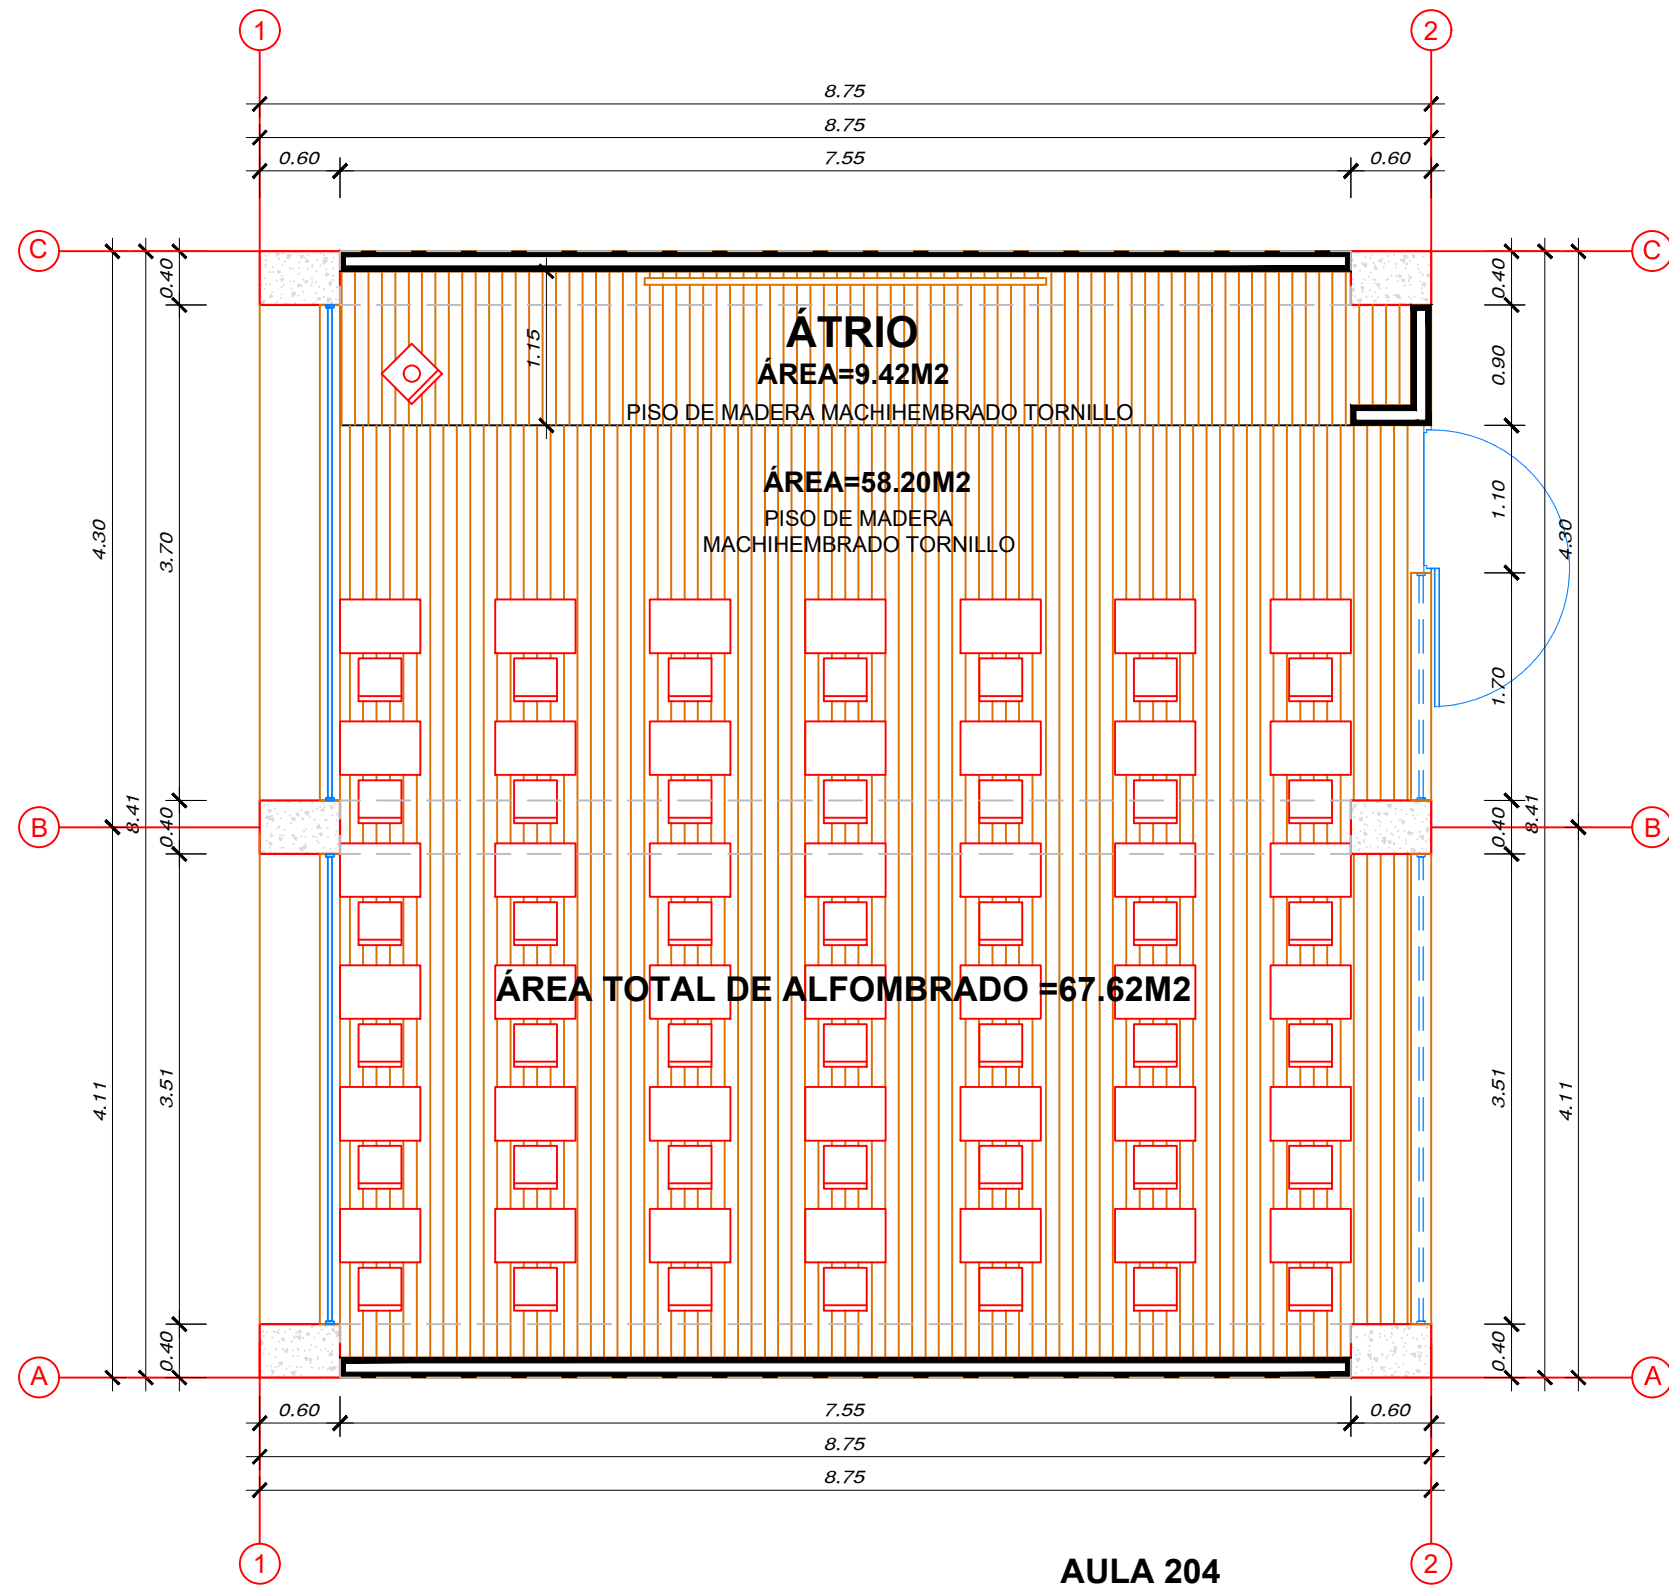 1
2
8.75
8.75
0.60
7.55
0.60
C
C
0.40
0.40
ÁTRIO
1.15
ÁREA=9.42M2
0.90
PISO DE MADERA MACHIHEMBRADO TORNILLO
ÁREA=58.20M2
1.10
PISO DE MADERA
MACHIHEMBRADO TORNILLO
4.30
3.70
4.30
1.70
8.41
0.40
B
B
0.40
8.41
ÁREA TOTAL DE ALFOMBRADO =67.62M2
4.11
3.51
3.51
4.11
0.40
0.40
A
A
0.60
7.55
0.60
8.75
8.75
1
2
AULA 204